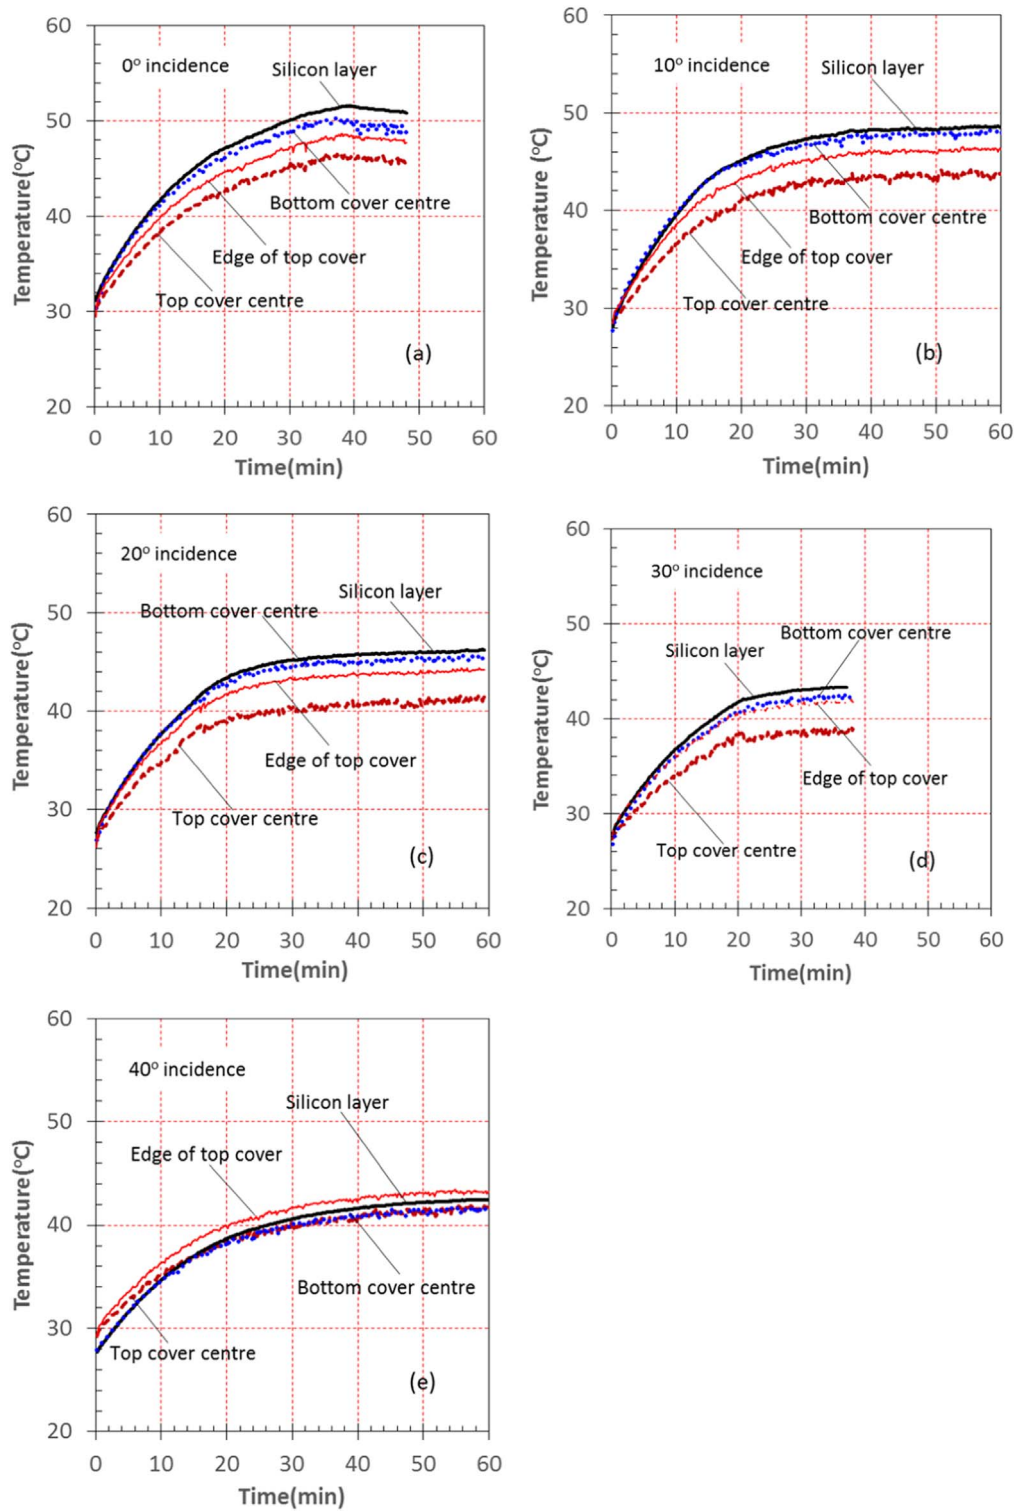 60
50
40
30
20
Temperature(°C)
0° incidence
Silicon layer
Bottom cover centre
Edge of top cover
Top cover centre
(a)
0 10 20 30 40 50 60
Time(min)
60
50
40
30
20
Temperature (°C)
10° incidence
Silicon layer
Bottom cover centre
Edge of top cover
Top cover centre
(b)
0 10 20 30 40 50 60
Time(min)
60
50
40
30
20
Temperature(°C)
20° incidence
Silicon layer
Bottom cover centre
Edge of top cover
Top cover centre
(c)
0 10 20 30 40 50 60
Time(min)
60
50
40
30
20
Temperature(°C)
30° incidence
Bottom cover centre
Silicon layer
Edge of top cover
Top cover centre
(d)
0 10 20 30 40 50 60
Time(min)
60
50
40
30
20
Temperature(°C)
40° incidence
Silicon layer
Edge of top cover
Bottom cover centre
Top cover centre
(e)
0 10 20 30 40 50 60
Time(min)